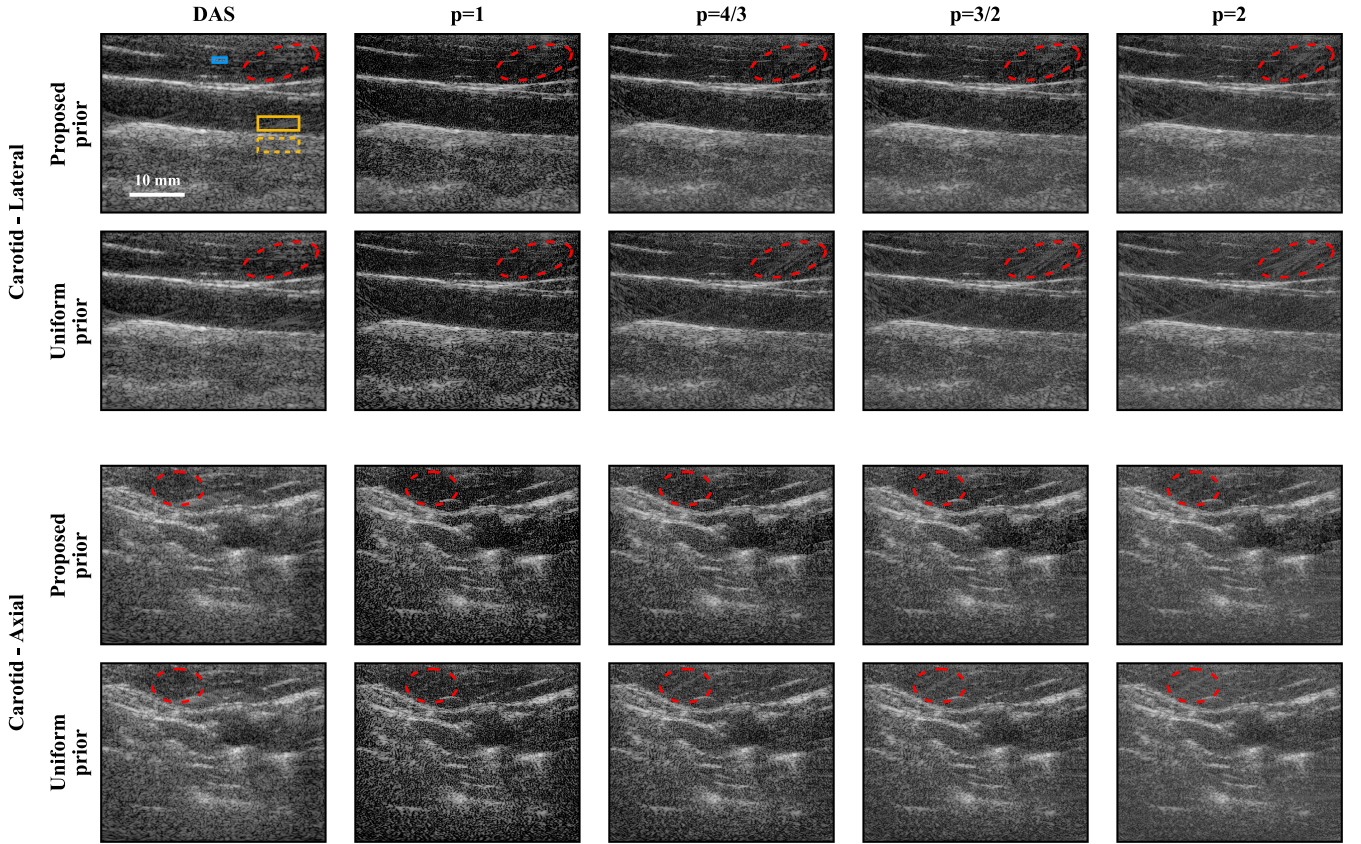 DAS p=1 p=4/3 p=3/2 p=2
Carotid - Lateral
Proposed
prior
10 mm
Uniform
prior
Carotid - Axial
Proposed
prior
Uniform
prior